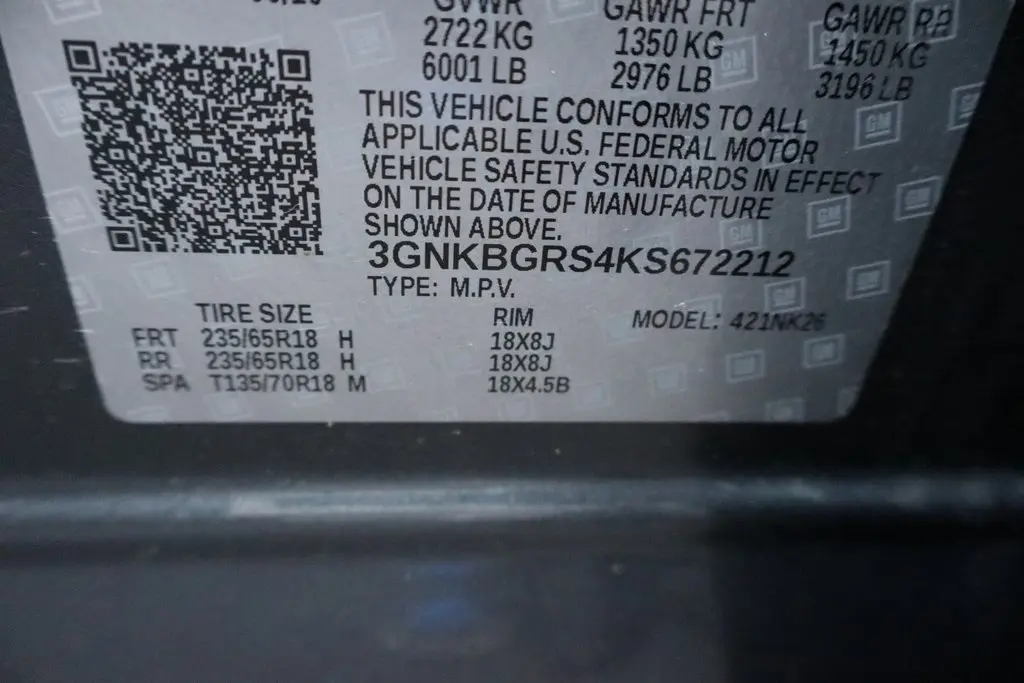 GVWR GAWR FRT GAWR RR
2722 KG 1350 KG 1450 KG
6001 LB 2976 LB 3196 LB
THIS VEHICLE CONFORMS TO ALL
APPLICABLE U.S. FEDERAL MOTOR
VEHICLE SAFETY STANDARDS IN EFFECT
ON THE DATE OF MANUFACTURE
SHOWN ABOVE.
3GNKBGRS4KS672212
TYPE: M.P.V.
TIRE SIZE RIM MODEL: 421NK26
FRT 235/65R18 H 18X8J
RR 235/65R18 H 18X8J
SPA T135/70R18 M 18X4.5B